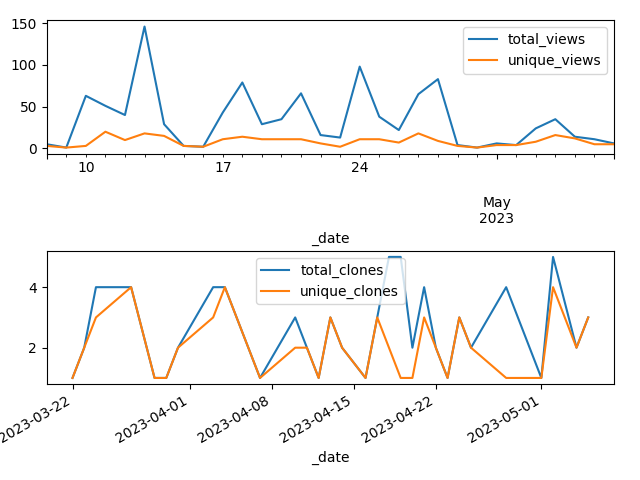 150
100
50
0
total_views
unique_views
10
17
24
May
2023
_date
4
2
total_clones
unique_clones
2023-03-22
2023-04-01
2023-04-08
2023-04-15
2023-04-22
2023-05-01
_date